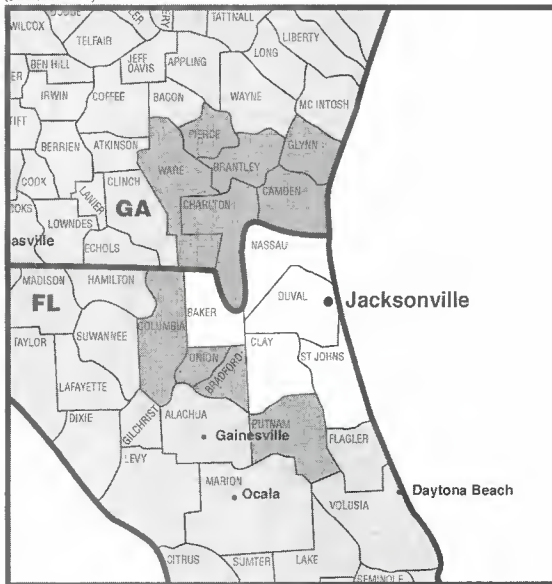 TATTNALL
WILCOX
TELFAIR
LIBERTY
LONG
BEN HILL
JEFF
DAVIS
APPLING
IRWIN
COFFEE
BACON
WAYNE
MC INTOSH
PIERCE
GLYNN
BERRIEN
ATKINSON
WARE
BRANTLEY
COOK
CLINCH
LANIER
CHARLTON
CAMDEN
GA
LOWNDES
asville
ECHOLS
NASSAU
MADISON
HAMILTON
FL
BAKER
DUVAL
Jacksonville
COLUMBIA
TAYLOR
SUWANNEE
CLAY
UNION
ST JOHNS
BRADFORD
LAFAYETTE
GILCHRIST
ALACHUA
DIXIE
PUTNAM
Gainesville
FLAGLER
LEVY
MARION
Ocala
Daytona Beach
VOLUSIA
CITRUS
SUMTER
LAKE
SEMINOLE